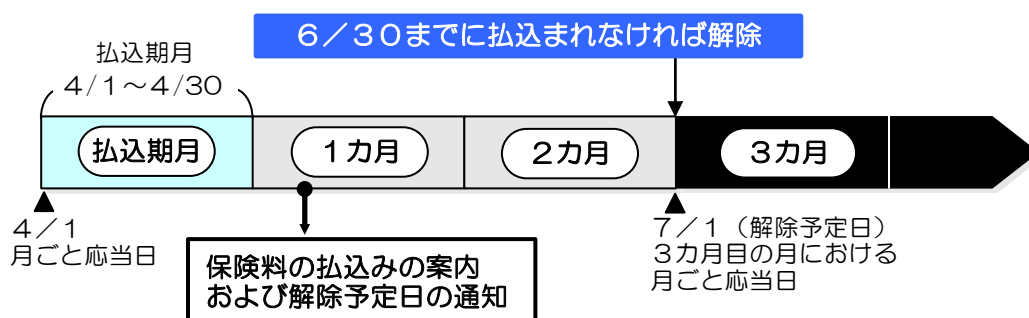 6／30までに払込まれなければ解除
払込期月
4/1～4/30
払込期月
1カ月
2カ月
3カ月
4／1
月ごと応当日
保険料の払込みの案内
および解除予定日の通知
7／1（解除予定日）
3カ月目の月における
月ごと応当日